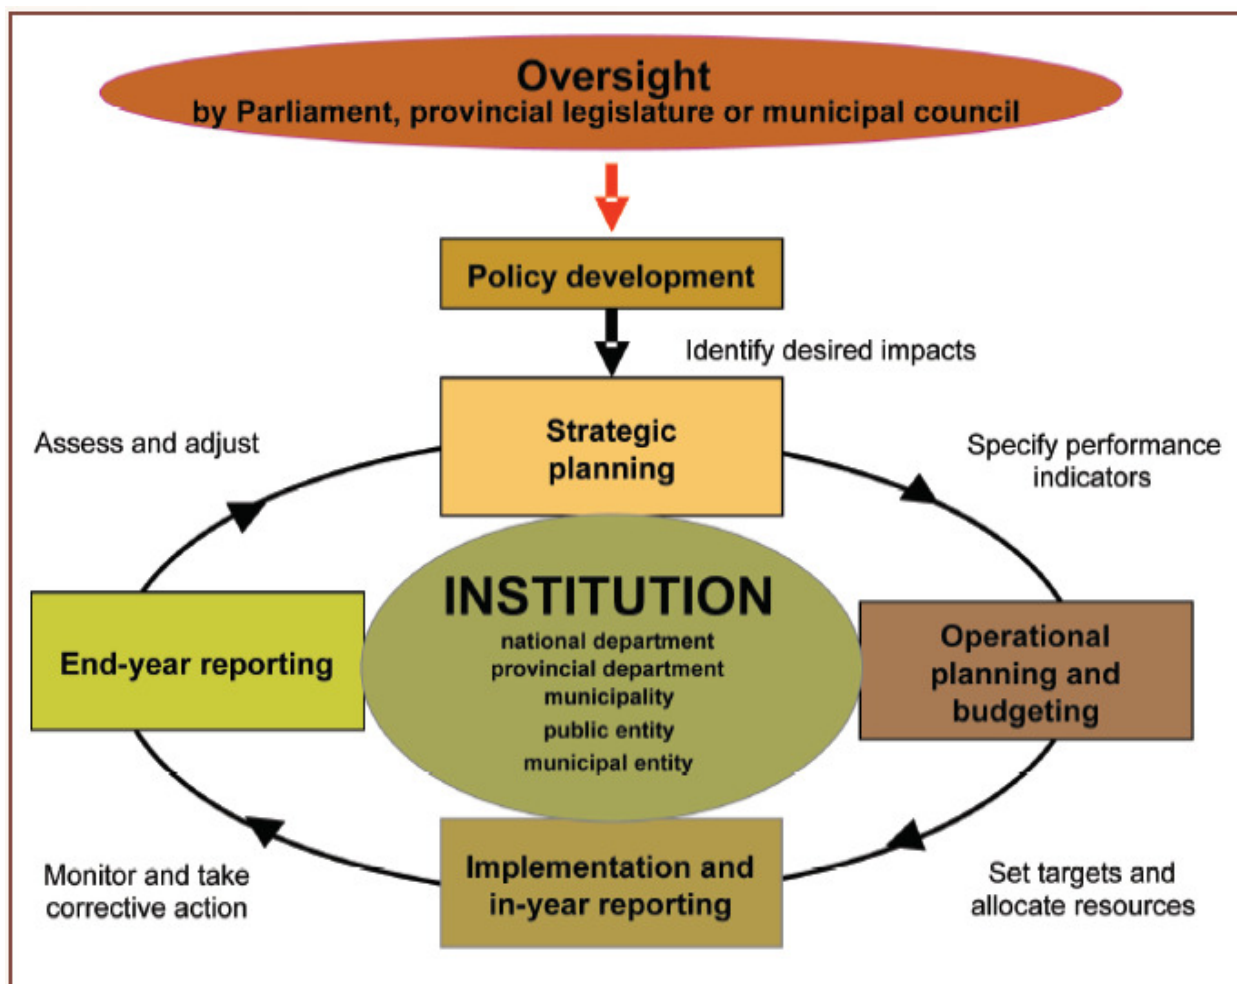 Oversight
by Parliament, provincial legislature or municipal council
Policy development
Identify desired impacts
Strategic
planning
Assess and adjust
Specify performance
indicators
INSTITUTION
national department
provincial department
municipality
public entity
municipal entity
End-year reporting
Operational
planning and
budgeting
Implementation and
in-year reporting
Monitor and take
corrective action
Set targets and
allocate resources